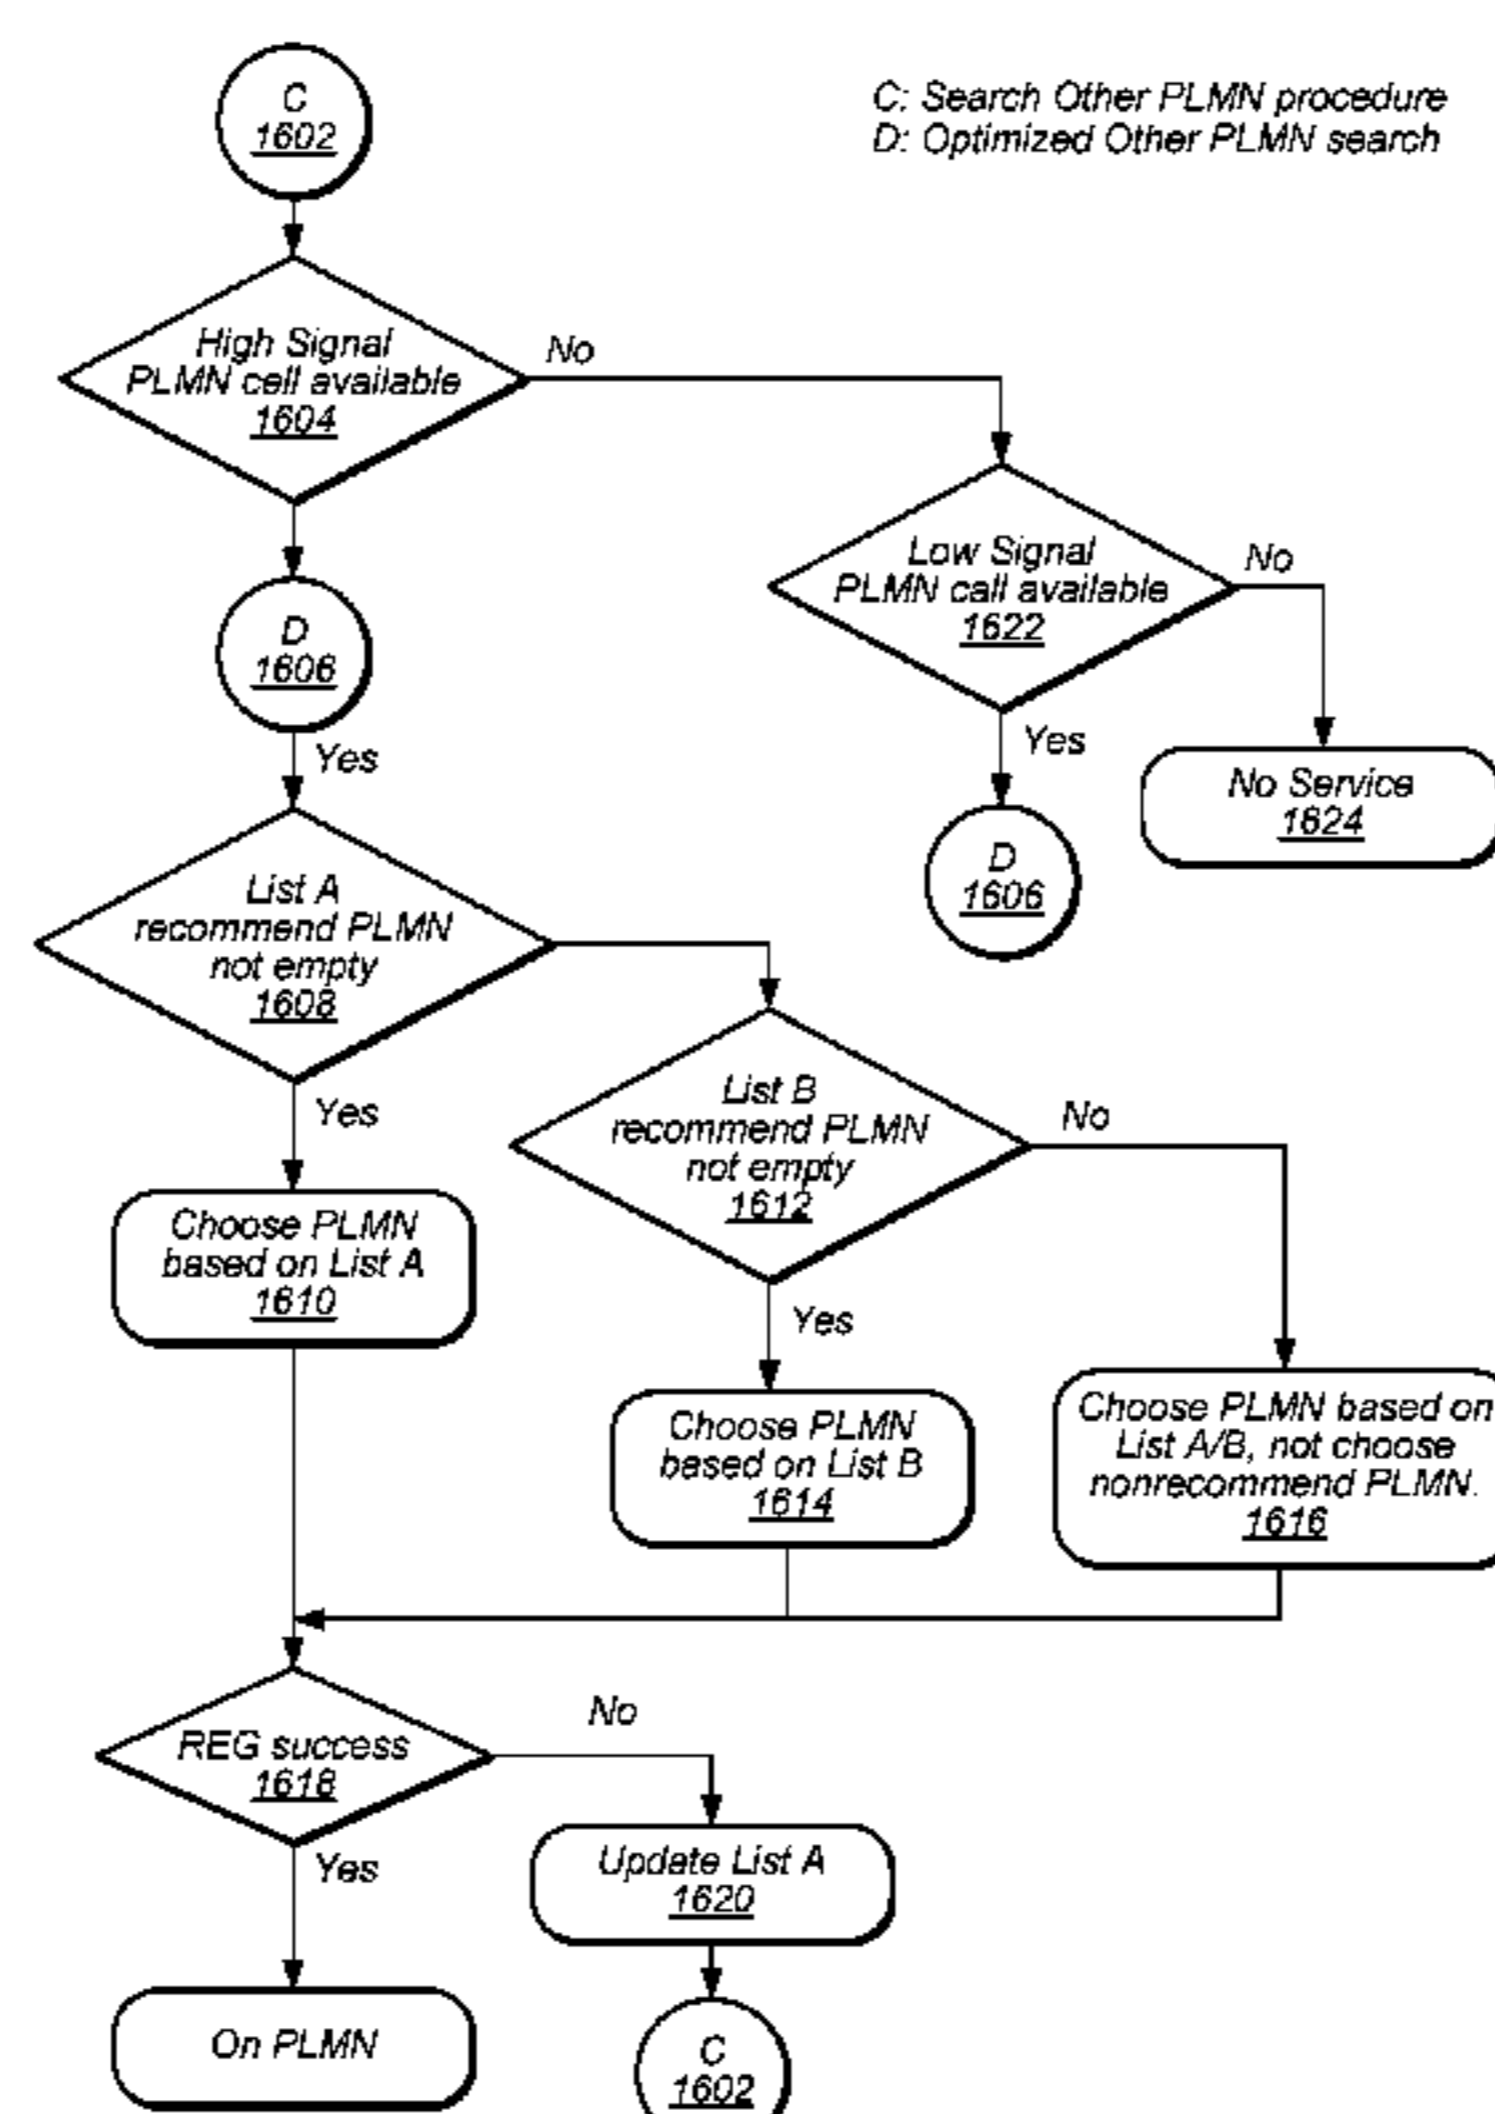 C
1602
C: Search Other PLMN procedure
D: Optimized Other PLMN search
High Signal
PLMN cell available
1604
No
Low Signal
PLMN call available
1622
No
D
1606
Yes
Yes
No Service
1624
D
1606
List A
recommend PLMN
not empty
1608
Yes
List B
recommend PLMN
not empty
1612
No
Choose PLMN
based on List A
1610
Yes
Choose PLMN
based on List B
1614
Choose PLMN based on
List A/B, not choose
nonrecommend PLMN.
1616
REG success
1618
No
Yes
Update List A
1620
On PLMN
C
1602